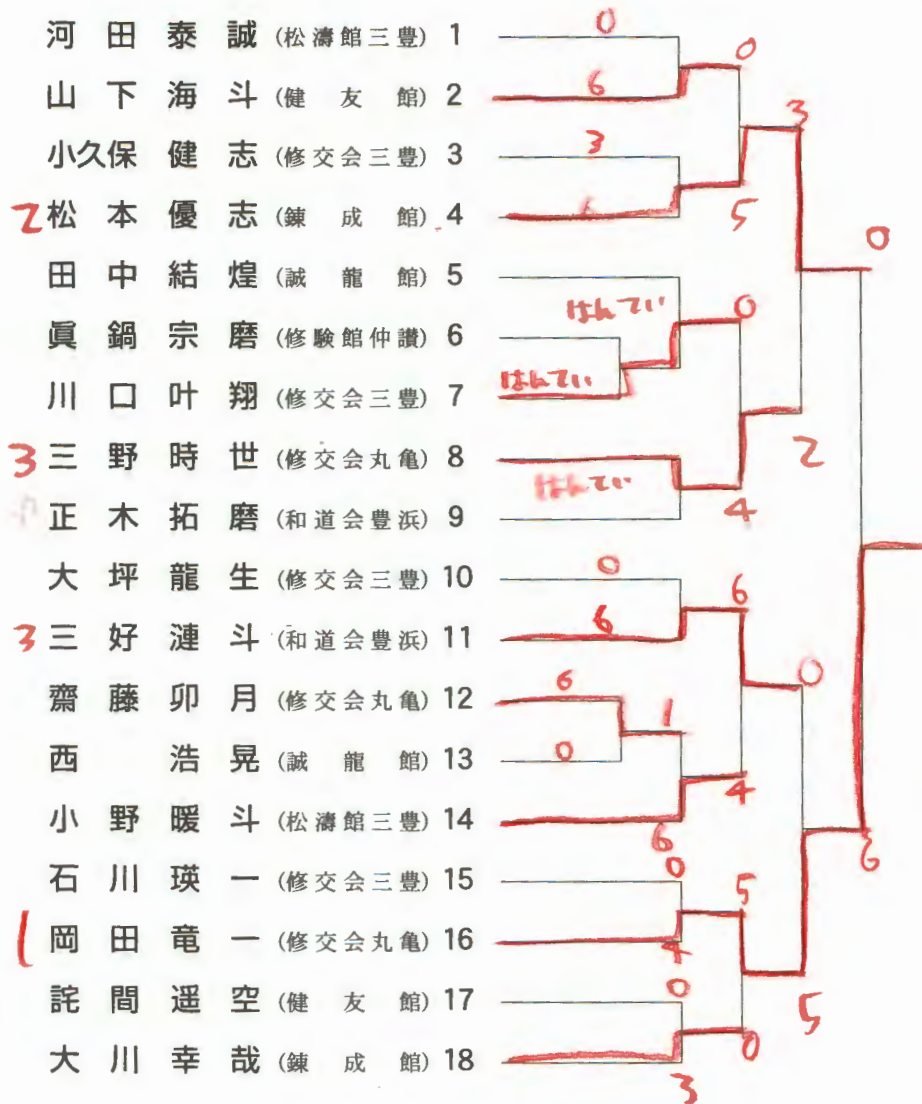 河田泰誠 (松濤館三豊) 1 0
0
山下海斗 (健友館) 2 6
3
小久保健志 (修交会三豊) 3 3
2 松本優志 (錬成館) 4
5
0
田中結煌 (誠龍館) 5
はんてい 0
眞鍋宗磨 (修験館仲讃) 6
はんてい
川口叶翔 (修交会三豊) 7
2
3 三野時世 (修交会丸亀) 8
はんてい
4
正木拓磨 (和道会豊浜) 9
大坪龍生 (修交会三豊) 10 0
6
3 三好漣斗 (和道会豊浜) 11 6
0
齋藤卯月 (修交会丸亀) 12 6
1
西浩晃 (誠龍館) 13 0
4
小野暖斗 (松濤館三豊) 14
6
6
石川瑛一 (修交会三豊) 15 0
5
1 岡田竜一 (修交会丸亀) 16
4
詫間遥空 (健友館) 17 0
5
大川幸哉 (錬成館) 18
0
3